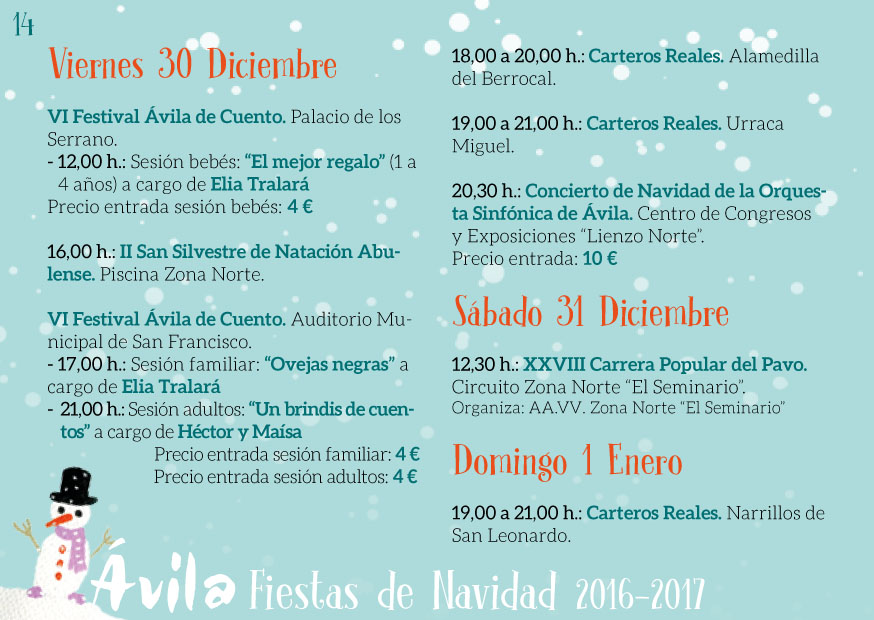 14
Viernes 30 Diciembre
VI Festival Ávila de Cuento. Palacio de los
Serrano.
- 12,00 h.: Sesión bebés: “El mejor regalo” (1 a
4 años) a cargo de Elia Tralará
Precio entrada sesión bebés: 4 €
16,00 h.: II San Silvestre de Natación Abu-
lense. Piscina Zona Norte.
VI Festival Ávila de Cuento. Auditorio Mu-
nicipal de San Francisco.
- 17,00 h.: Sesión familiar: “Ovejas negras” a
cargo de Elia Tralará
- 21,00 h.: Sesión adultos: “Un brindis de cuen-
tos” a cargo de Héctor y Maísa
Precio entrada sesión familiar: 4 €
Precio entrada sesión adultos: 4 €
18,00 a 20,00 h.: Carteros Reales. Alamedilla
del Berrocal.
19,00 a 21,00 h.: Carteros Reales. Urraca
Miguel.
20,30 h.: Concierto de Navidad de la Orques-
ta Sinfónica de Ávila. Centro de Congresos
y Exposiciones “Lienzo Norte”.
Precio entrada: 10 €
Sábado 31 Diciembre
12,30 h.: XXVIII Carrera Popular del Pavo.
Circuito Zona Norte “El Seminario”.
Organiza: AA.VV. Zona Norte “El Seminario”
Domingo 1 Enero
19,00 a 21,00 h.: Carteros Reales. Narrillos de
San Leonardo.
Ávila Fiestas de Navidad 2016-2017